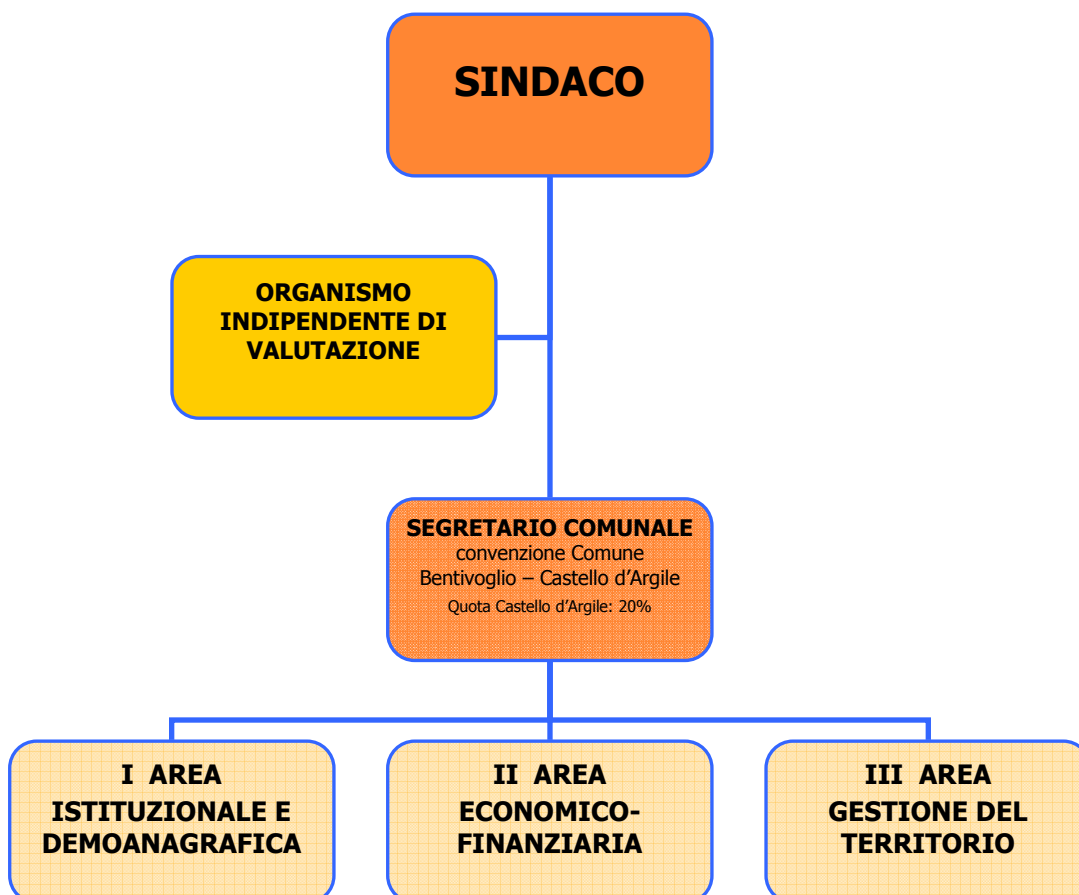 SINDACO
ORGANISMO
INDIPENDENTE DI
VALUTAZIONE
SEGRETARIO COMUNALE
convenzione Comune
Bentivoglio – Castello d'Argile
Quota Castello d'Argile: 20%
I AREA
ISTITUZIONALE E
DEMOANAGRAFICA
II AREA
ECONOMICO-
FINANZIARIA
III AREA
GESTIONE DEL
TERRITORIO